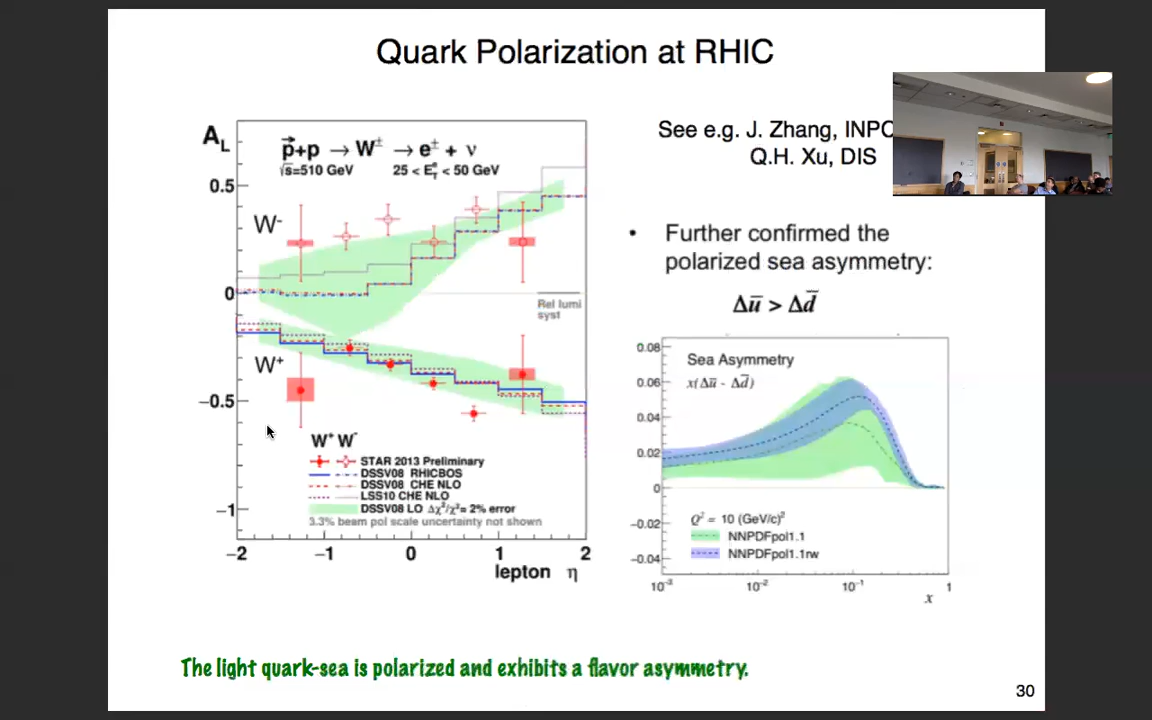 Quark Polarization at RHIC
A_L
p⃗+p → W± → e± + ν
√s=510 GeV 25 < E_T^e < 50 GeV
0.5
W⁻
0
Rel lumi
syst
W⁺
−0.5
W⁺ W⁻
STAR 2013 Preliminary
DSSV08 RHICBOS
DSSV08 CHE NLO
LSS10 CHE NLO
DSSV08 LO Δχ²/χ²= 2% error
3.3% beam pol scale uncertainty not shown
−1
−2 −1 0 1 2
lepton η
See e.g. J. Zhang, INPC
Q.H. Xu, DIS
• Further confirmed the
polarized sea asymmetry:
Δū > Δd̄
0.08
Sea Asymmetry
0.06
x(Δū - Δd̄)
0.04
0.02
0
-0.02
Q² = 10 (GeV/c)²
NNPDFpol1.1
NNPDFpol1.1rw
-0.04
10⁻³ 10⁻² 10⁻¹ 1
x
The light quark-sea is polarized and exhibits a flavor asymmetry.
30